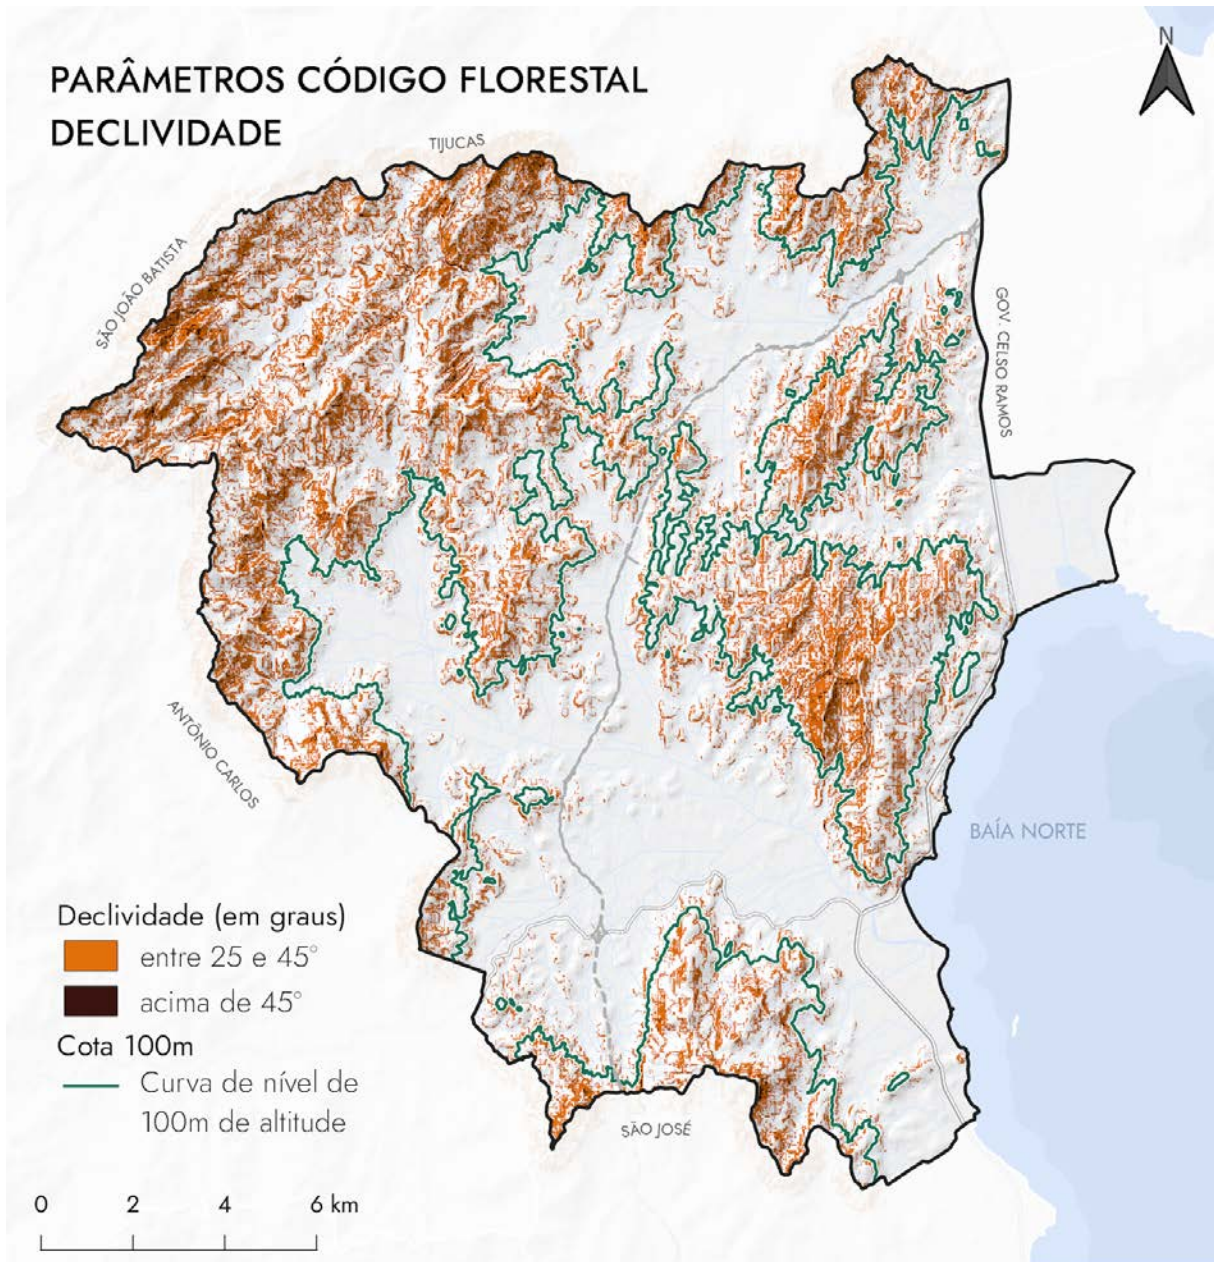 PARÂMETROS CÓDIGO FLORESTAL
DECLIVIDADE
N
TIJUCAS
SÃO JOÃO BATISTA
GOV. CELSO RAMOS
ANTÔNIO CARLOS
BAÍA NORTE
Declividade (em graus)
entre 25 e 45°
acima de 45°
Cota 100m
Curva de nível de
100m de altitude
SÃO JOSÉ
0 2 4 6 km